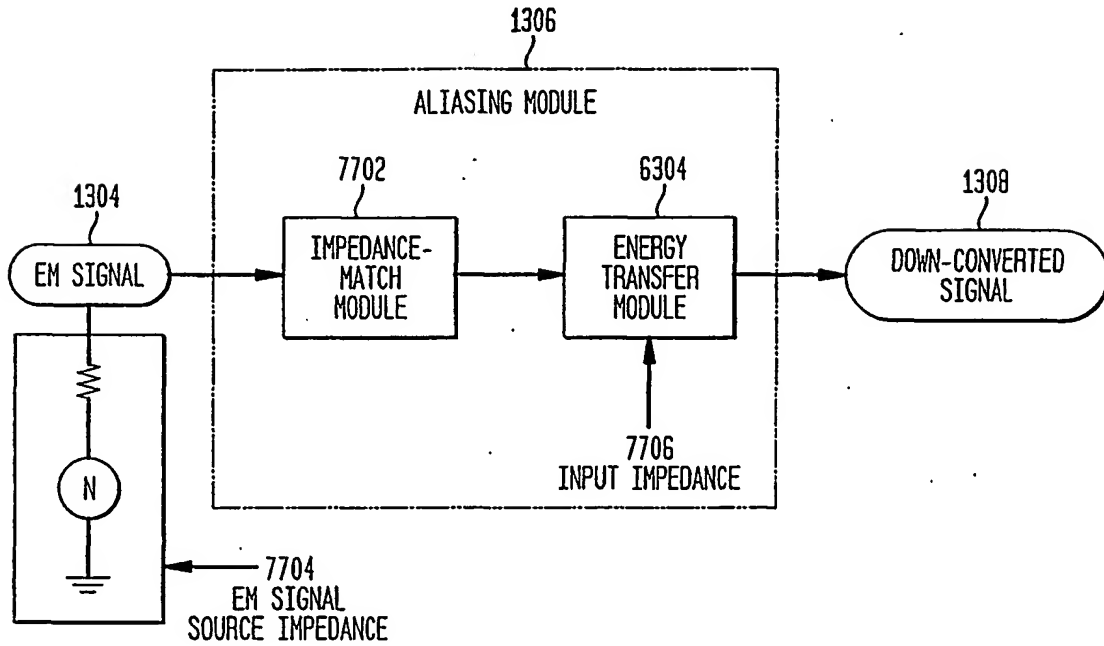 1306
ALIASING MODULE
7702
6304
1304
1308
EM SIGNAL
IMPEDANCE-
MATCH
MODULE
ENERGY
TRANSFER
MODULE
DOWN-CONVERTED
SIGNAL
7706
INPUT IMPEDANCE
N
7704
EM SIGNAL
SOURCE IMPEDANCE